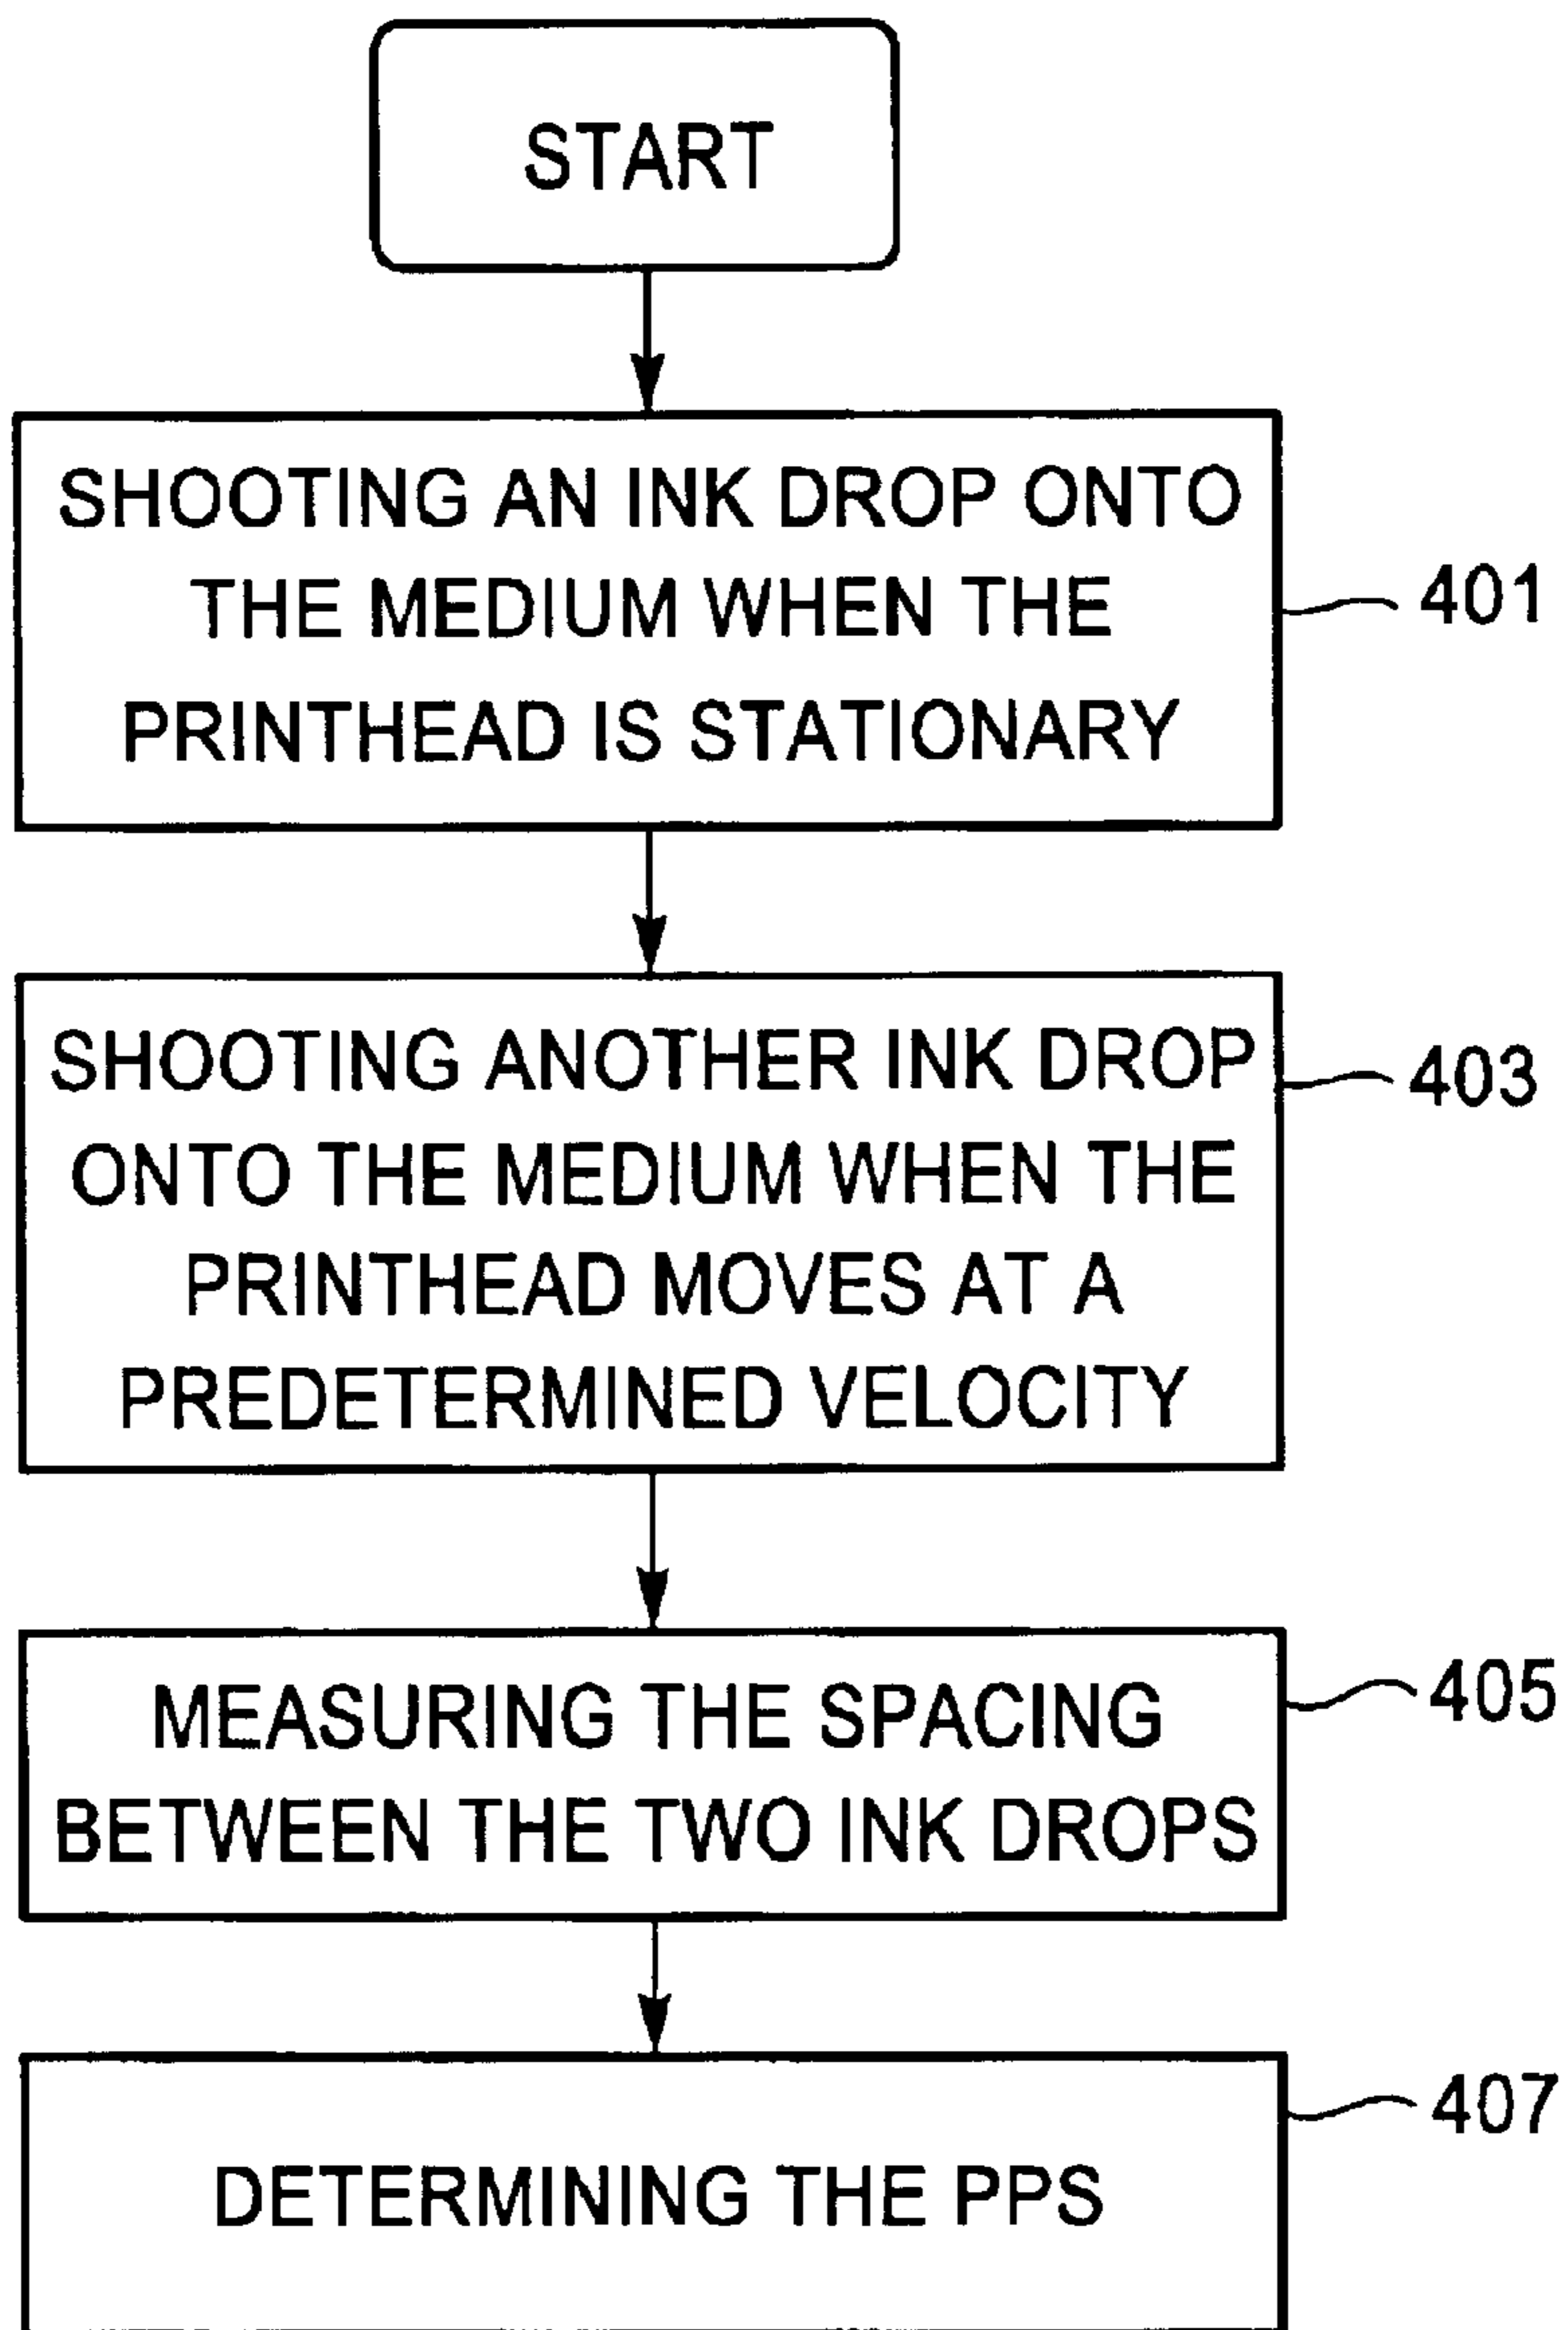 START
SHOOTING AN INK DROP ONTO
THE MEDIUM WHEN THE
PRINTHEAD IS STATIONARY
401
SHOOTING ANOTHER INK DROP
ONTO THE MEDIUM WHEN THE
PRINTHEAD MOVES AT A
PREDETERMINED VELOCITY
403
MEASURING THE SPACING
BETWEEN THE TWO INK DROPS
405
DETERMINING THE PPS
407